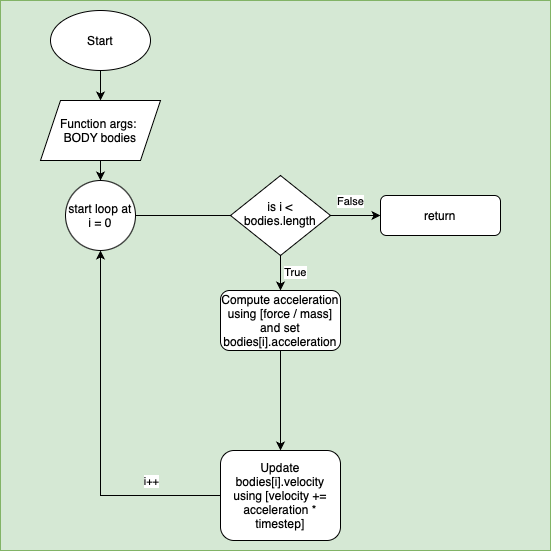 Start
Function args:
BODY bodies
start loop at
i = 0
is i <
bodies.length
False
return
True
Compute acceleration
using [force / mass]
and set
bodies[i].acceleration
Update
bodies[i].velocity
using [velocity +=
acceleration *
timestep]
i++